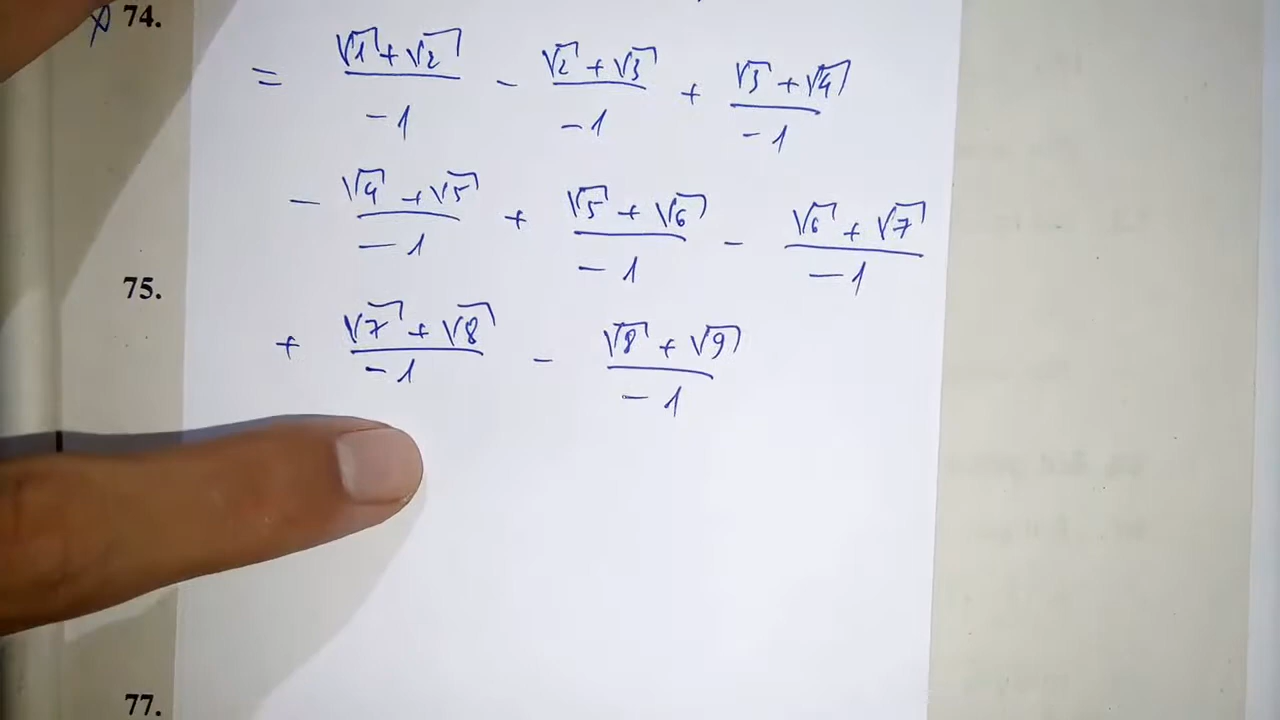 74.
= (√1 + √2)/(-1) - (√2 + √3)/(-1) + (√3 + √4)/(-1)
- (√4 + √5)/(-1) + (√5 + √6)/(-1) - (√6 + √7)/(-1)
75.
+ (√7 + √8)/(-1) - (√8 + √9)/(-1)
77.